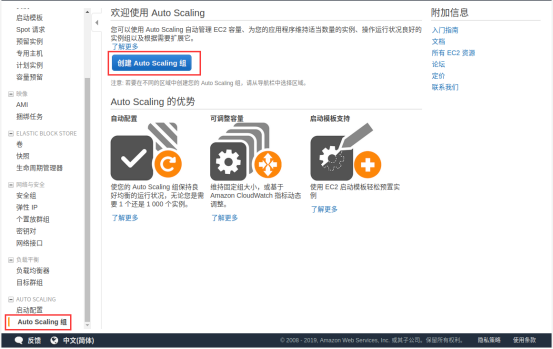 启动模板
Spot 请求
预留实例
专用主机
计划实例
容量预留
映像
AMI
捆绑任务
ELASTIC BLOCK STORE
卷
快照
生命周期管理器
网络与安全
安全组
弹性 IP
个置放群组
密钥对
网络接口
负载平衡
负载均衡器
目标群组
AUTO SCALING
启动配置
Auto Scaling 组
欢迎使用 Auto Scaling
您可以使用 Auto Scaling 自动管理 EC2 容量、为您的应用程序维持适当数量的实例、操作运行状况良好的
实例组以及根据需要扩展它。
了解更多
创建 Auto Scaling 组
注意: 若要在不同的区域中创建您的 Auto Scaling 组，请从导航栏中选择区域。
Auto Scaling 的优势
自动配置
使您的 Auto Scaling 组保持良
好均衡的运行状况，无论您是需
要 1 个还是 1 000 个实例。
了解更多
可调整容量
维持固定组大小，或基于
Amazon CloudWatch 指标动态
调整。
了解更多
启动模板支持
使用 EC2 启动模板轻松预置实
例
了解更多
附加信息
入门指南
文档
所有 EC2 资源
论坛
定价
联系我们
反馈
中文(简体)
© 2008 - 2019, Amazon Web Services, Inc. 或其子公司。保留所有权利。
隐私策略
使用条款